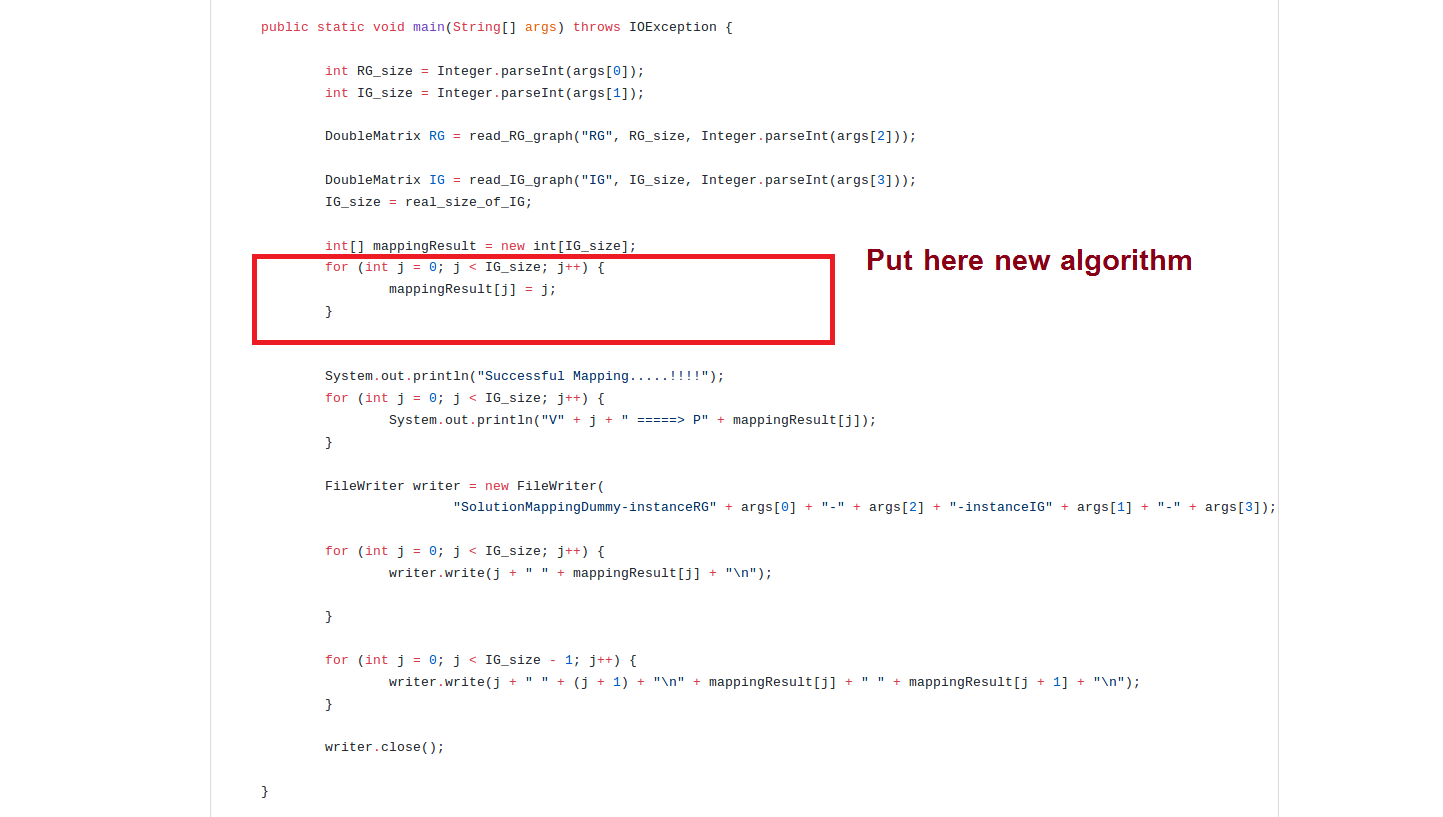 public static void main(String[] args) throws IOException {
int RG_size = Integer.parseInt(args[0]);
int IG_size = Integer.parseInt(args[1]);
DoubleMatrix RG = read_RG_graph("RG", RG_size, Integer.parseInt(args[2]));
DoubleMatrix IG = read_IG_graph("IG", IG_size, Integer.parseInt(args[3]));
IG_size = real_size_of_IG;
int[] mappingResult = new int[IG_size];
Put here new algorithm
for (int j = 0; j < IG_size; j++) {
mappingResult[j] = j;
}
System.out.println("Successful Mapping.....!!!!");
for (int j = 0; j < IG_size; j++) {
System.out.println("V" + j + " =====> P" + mappingResult[j]);
}
FileWriter writer = new FileWriter(
"SolutionMappingDummy-instanceRG" + args[0] + "-" + args[2] + "-instanceIG" + args[1] + "-" + args[3]);
for (int j = 0; j < IG_size; j++) {
writer.write(j + " " + mappingResult[j] + "\n");
}
for (int j = 0; j < IG_size - 1; j++) {
writer.write(j + " " + (j + 1) + "\n" + mappingResult[j] + " " + mappingResult[j + 1] + "\n");
}
writer.close();
}